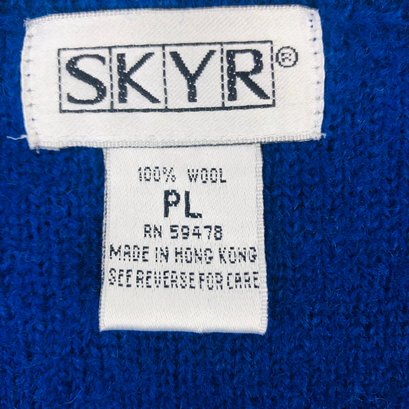 SKYR®
100% WOOL
PL
RN 59478
MADE IN HONG KONG
SEE REVERSE FOR CARE